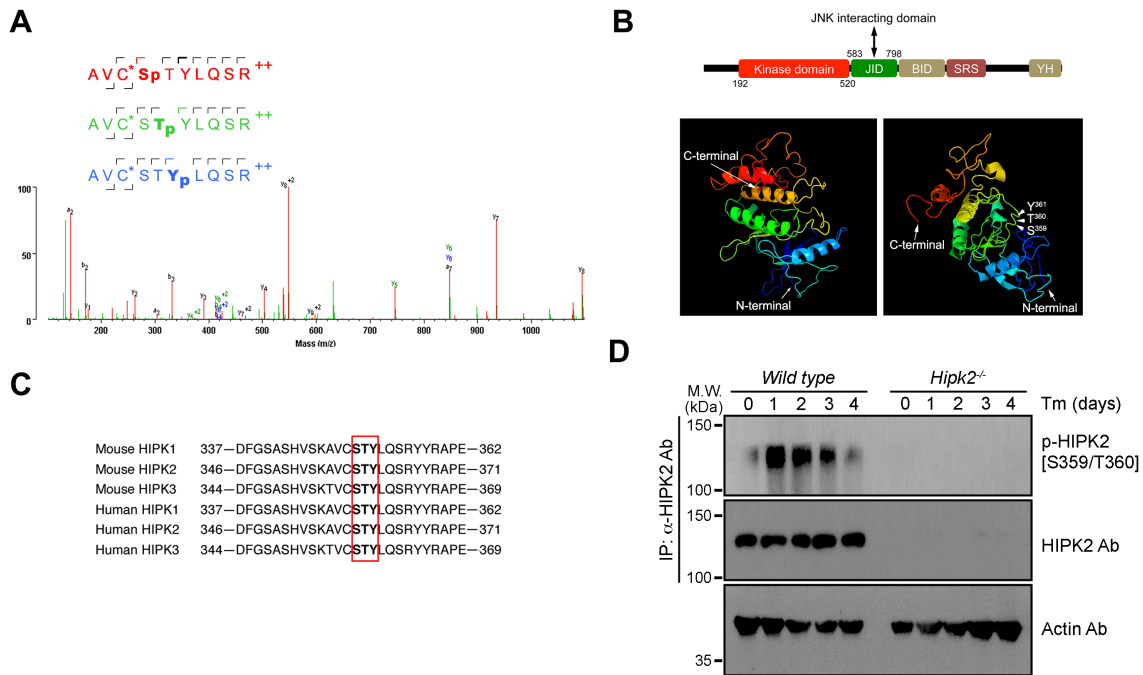 A
AVC*SpTYLQSR++
AVC*STpYLQSR++
AVC*STYpLQSR++
100
50
0
a2
b2
y1
y2
a3
b3
y3
y4
y8+2
y5
y6
y6
a7
y7
y8
200 300 400 500 600 700 800 900 1000
Mass (m/z)
B
JNK interacting domain
583 798
Kinase domain JID BID SRS YH
192 520
C-terminal
N-terminal
Y361
T360
S359
C-terminal
N-terminal
C
Mouse HIPK1 337—DFGSASHVSKAVCSTYLQSRYYRAPE—362
Mouse HIPK2 346—DFGSASHVSKAVCSTYLQSRYYRAPE—371
Mouse HIPK3 344—DFGSASHVSKTVCSTYLQSRYYRAPE—369
Human HIPK1 337—DFGSASHVSKAVCSTYLQSRYYRAPE—362
Human HIPK2 346—DFGSASHVSKAVCSTYLQSRYYRAPE—371
Human HIPK3 344—DFGSASHVSKTVCSTYLQSRYYRAPE—369
D
Wild type Hipk2-/-
M.W.
(kDa)
0 1 2 3 4 0 1 2 3 4 Tm (days)
IP: α-HIPK2 Ab
150
p-HIPK2
[S359/T360]
100
150
HIPK2 Ab
100
Actin Ab
35